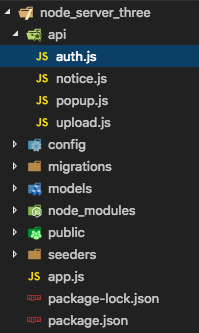 node_server_three
api
JS auth.js
JS notice.js
JS popup.js
JS upload.js
config
migrations
models
node_modules
public
seeders
JS app.js
package-lock.json
package.json